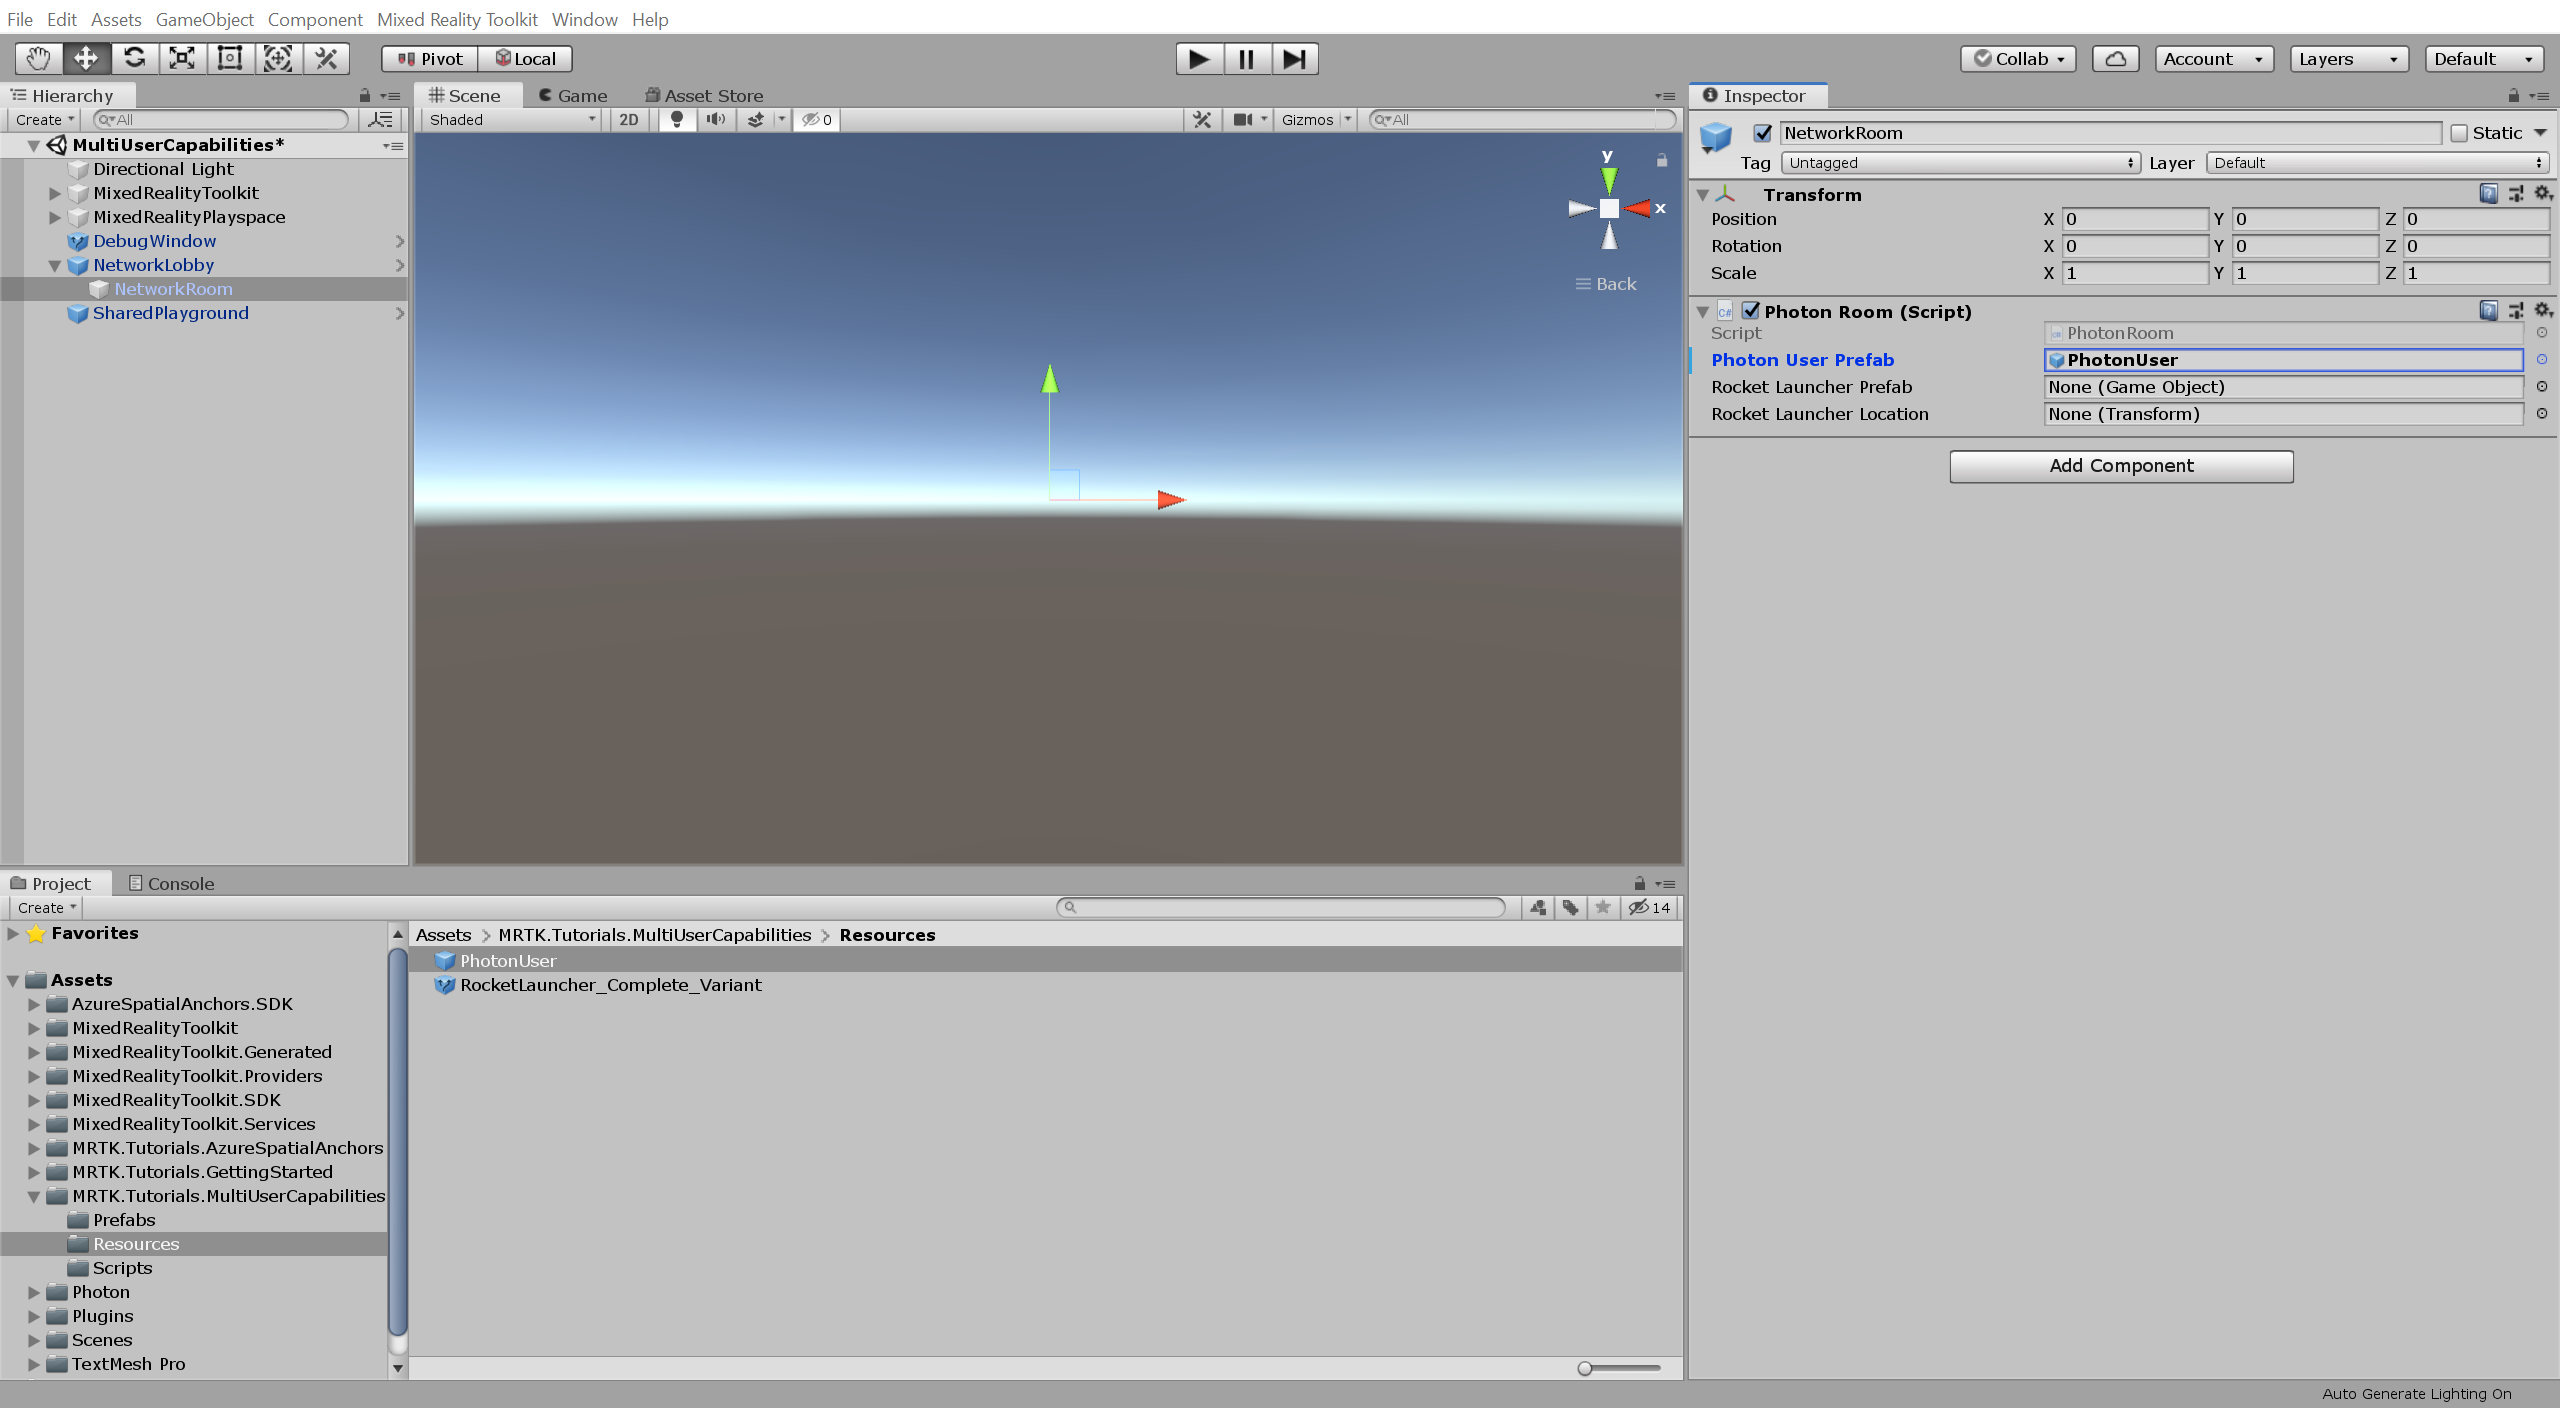 File Edit Assets GameObject Component Mixed Reality Toolkit Window Help
Pivot Local Collab Account Layers Default
Hierarchy
Create All
MultiUserCapabilities*
Directional Light
MixedRealityToolkit
MixedRealityPlayspace
DebugWindow
NetworkLobby
NetworkRoom
SharedPlayground
Scene Game Asset Store
Shaded 2D 0 Gizmos All
y
x
Back
Inspector
NetworkRoom Static
Tag Untagged Layer Default
Transform
Position X 0 Y 0 Z 0
Rotation X 0 Y 0 Z 0
Scale X 1 Y 1 Z 1
Photon Room (Script)
Script PhotonRoom
Photon User Prefab PhotonUser
Rocket Launcher Prefab None (Game Object)
Rocket Launcher Location None (Transform)
Add Component
Project Console
Create 14
Favorites
Assets
AzureSpatialAnchors.SDK
MixedRealityToolkit
MixedRealityToolkit.Generated
MixedRealityToolkit.Providers
MixedRealityToolkit.SDK
MixedRealityToolkit.Services
MRTK.Tutorials.AzureSpatialAnchors
MRTK.Tutorials.GettingStarted
MRTK.Tutorials.MultiUserCapabilities
Prefabs
Resources
Scripts
Photon
Plugins
Scenes
TextMesh Pro
Assets > MRTK.Tutorials.MultiUserCapabilities > Resources
PhotonUser
RocketLauncher_Complete_Variant
Auto Generate Lighting On